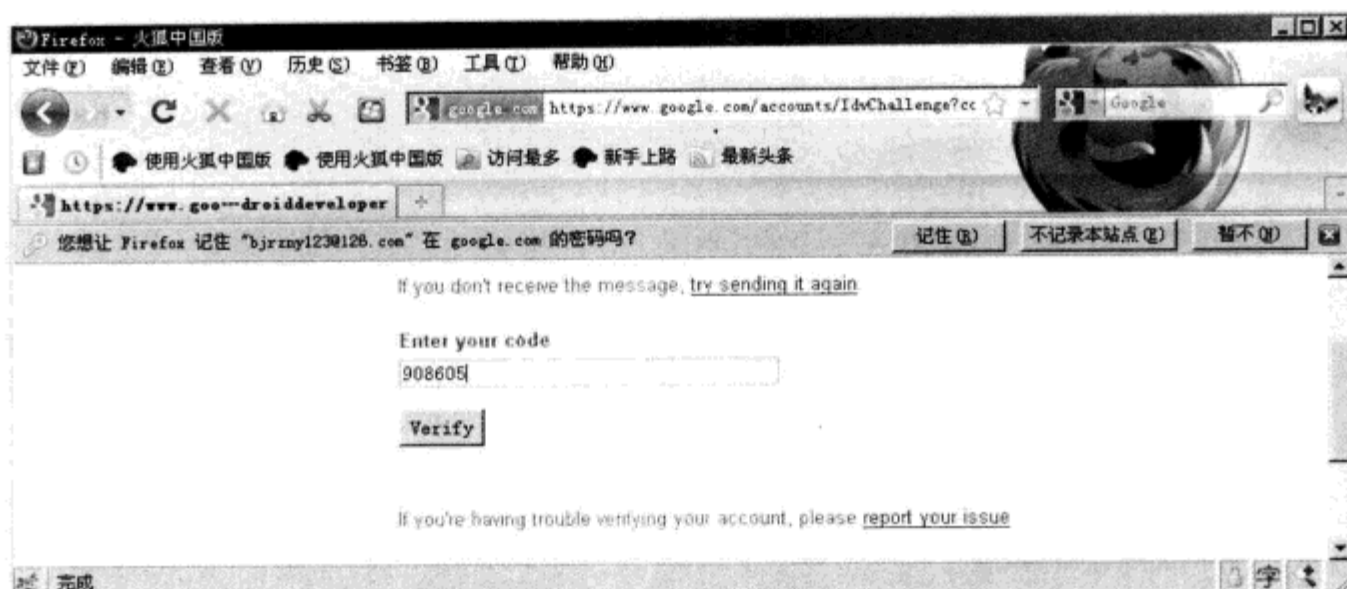 Firefox - 火狐中国版
文件(F) 编辑(E) 查看(V) 历史(S) 书签(B) 工具(T) 帮助(H)
google.com https://www.google.com/accounts/IdvChallenge?cc Google
使用火狐中国版 使用火狐中国版 访问最多 新手上路 最新头条
https://www.goo---droiddeveloper
您想让 Firefox 记住 "bjrzny123@126.com" 在 google.com 的密码吗? 记住(R) 不记录本站点(E) 暂不(N)
If you don't receive the message, try sending it again
Enter your code
908605
Verify
If you're having trouble verifying your account, please report your issue
完成 字